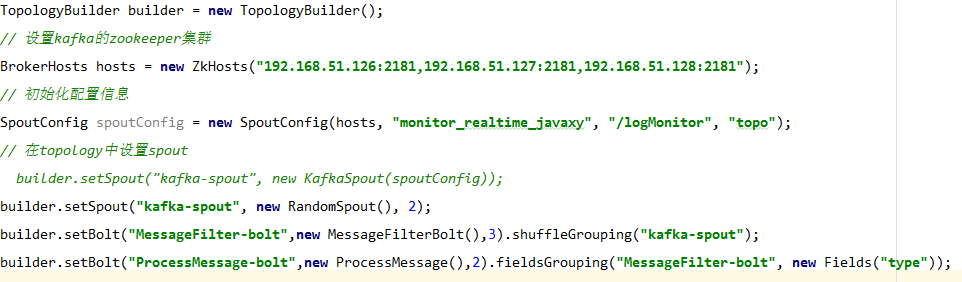 TopologyBuilder builder = new TopologyBuilder();
// 设置kafka的zookeeper集群
BrokerHosts hosts = new ZkHosts("192.168.51.126:2181,192.168.51.127:2181,192.168.51.128:2181");
// 初始化配置信息
SpoutConfig spoutConfig = new SpoutConfig(hosts, "monitor_realtime_javaxy", "/logMonitor", "topo");
// 在topology中设置spout
builder.setSpout("kafka-spout", new KafkaSpout(spoutConfig));
builder.setSpout("kafka-spout", new RandomSpout(), 2);
builder.setBolt("MessageFilter-bolt",new MessageFilterBolt(),3).shuffleGrouping("kafka-spout");
builder.setBolt("ProcessMessage-bolt",new ProcessMessage(),2).fieldsGrouping("MessageFilter-bolt", new Fields("type"));